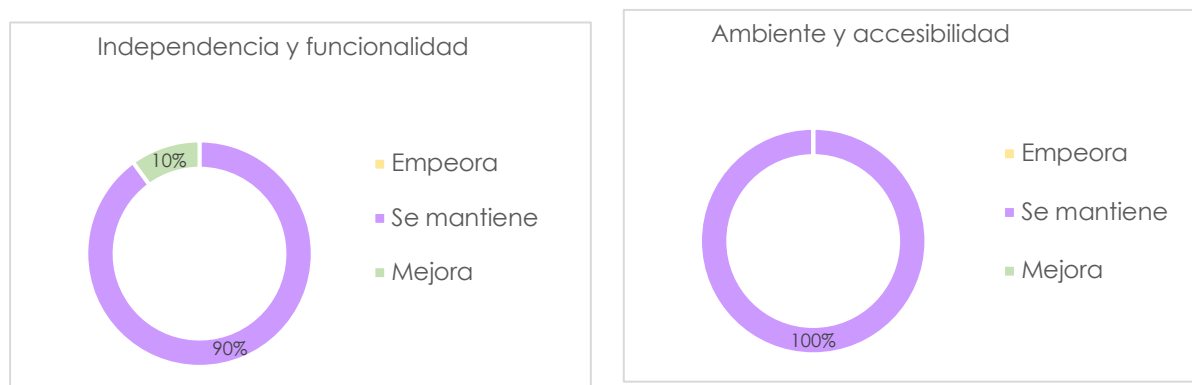 Independencia y funcionalidad
10%
Empeora
Se mantiene
Mejora
90%
Ambiente y accesibilidad
Empeora
Se mantiene
Mejora
100%